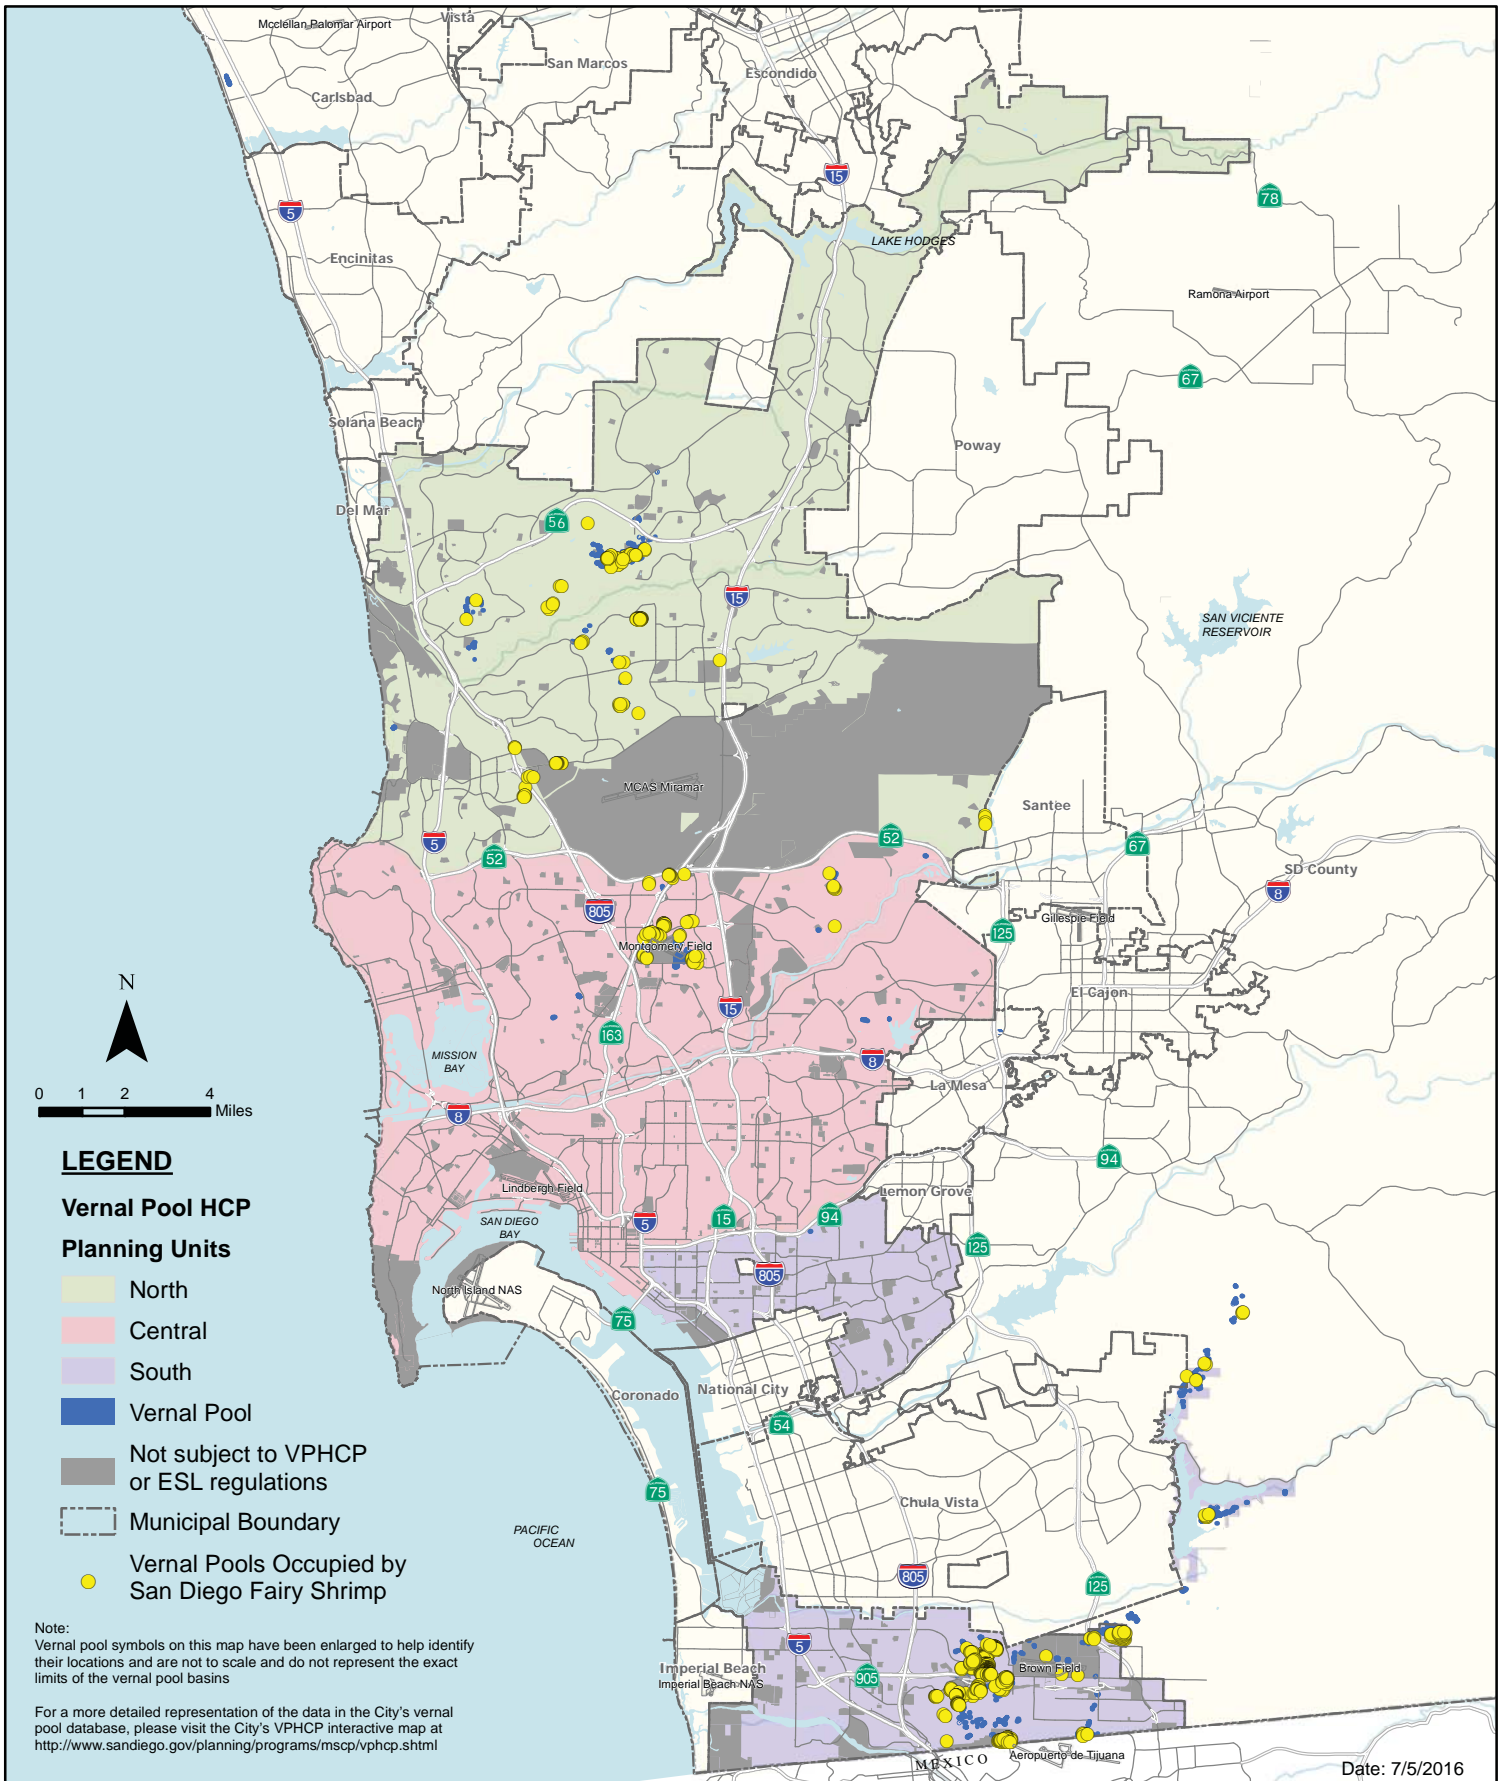 Mcclellan Palomar Airport
Vista
San Marcos
Escondido
Carlsbad
15
5
78
LAKE HODGES
Encinitas
Ramona Airport
67
Solana Beach
Poway
Del Mar
56
15
SAN VICIENTE
RESERVOIR
MCAS Miramar
Santee
5
52
52
67
SD County
8
805
Gillespie Field
125
Montgomery Field
El Cajon
N
15
163
MISSION
BAY
8
La Mesa
0 1 2 4
Miles
8
94
LEGEND
Vernal Pool HCP
Planning Units
North
Central
South
Vernal Pool
Not subject to VPHCP
or ESL regulations
Municipal Boundary
Vernal Pools Occupied by
San Diego Fairy Shrimp
Lindbergh Field
Lemon Grove
SAN DIEGO
BAY
5
15
94
125
805
North Island NAS
75
Coronado
National City
54
75
Chula Vista
PACIFIC
OCEAN
805
125
5
Imperial Beach
Imperial Beach NAS
905
Brown Field
MEXICO
Aeropuerto de Tijuana
Note:
Vernal pool symbols on this map have been enlarged to help identify
their locations and are not to scale and do not represent the exact
limits of the vernal pool basins
For a more detailed representation of the data in the City's vernal
pool database, please visit the City's VPHCP interactive map at
http://www.sandiego.gov/planning/programs/mscp/vphcp.shtml
Date: 7/5/2016